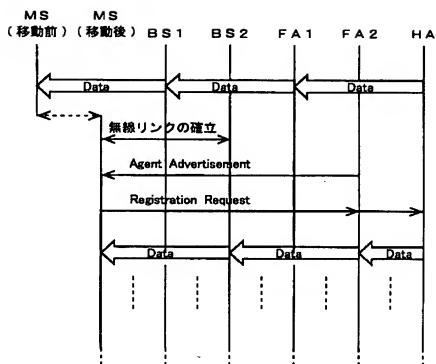 MS MS
(移動前) (移動後) BS1 BS2 FA1 FA2 HA
Data Data Data
無線リンクの確立
Agent Advertisement
Registration Request
Data Data Data